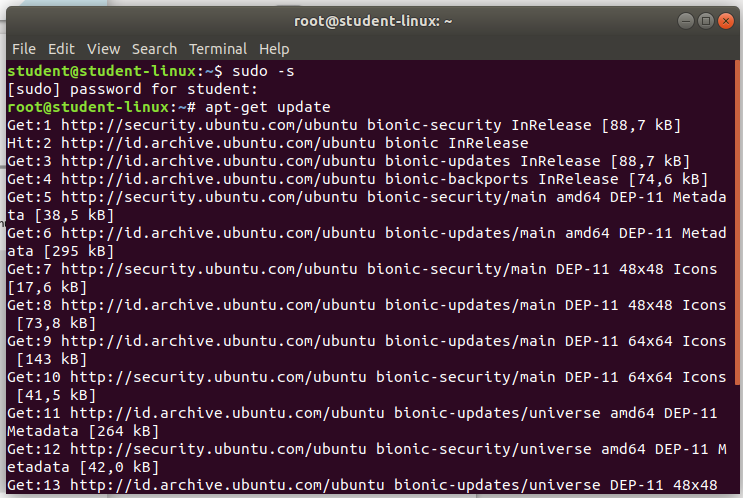 root@student-linux: ~
File Edit View Search Terminal Help
student@student-linux:~$ sudo -s
[sudo] password for student:
root@student-linux:~# apt-get update
Get:1 http://security.ubuntu.com/ubuntu bionic-security InRelease [88,7 kB]
Hit:2 http://id.archive.ubuntu.com/ubuntu bionic InRelease
Get:3 http://id.archive.ubuntu.com/ubuntu bionic-updates InRelease [88,7 kB]
Get:4 http://id.archive.ubuntu.com/ubuntu bionic-backports InRelease [74,6 kB]
Get:5 http://security.ubuntu.com/ubuntu bionic-security/main amd64 DEP-11 Metada
ta [38,5 kB]
Get:6 http://id.archive.ubuntu.com/ubuntu bionic-updates/main amd64 DEP-11 Metad
ata [295 kB]
Get:7 http://security.ubuntu.com/ubuntu bionic-security/main DEP-11 48x48 Icons
[17,6 kB]
Get:8 http://id.archive.ubuntu.com/ubuntu bionic-updates/main DEP-11 48x48 Icons
[73,8 kB]
Get:9 http://id.archive.ubuntu.com/ubuntu bionic-updates/main DEP-11 64x64 Icons
[143 kB]
Get:10 http://security.ubuntu.com/ubuntu bionic-security/main DEP-11 64x64 Icons
[41,5 kB]
Get:11 http://id.archive.ubuntu.com/ubuntu bionic-updates/universe amd64 DEP-11
Metadata [264 kB]
Get:12 http://security.ubuntu.com/ubuntu bionic-security/universe amd64 DEP-11 M
etadata [42,0 kB]
Get:13 http://id.archive.ubuntu.com/ubuntu bionic-updates/universe DEP-11 48x48